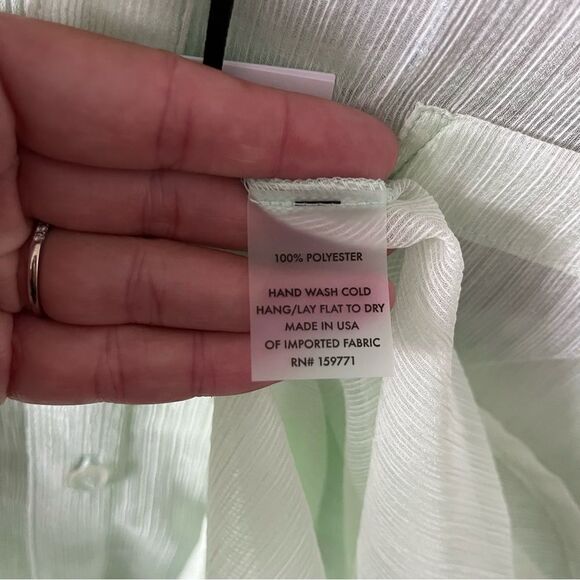 100% POLYESTER
HAND WASH COLD
HANG/LAY FLAT TO DRY
MADE IN USA
OF IMPORTED FABRIC
RN# 159771